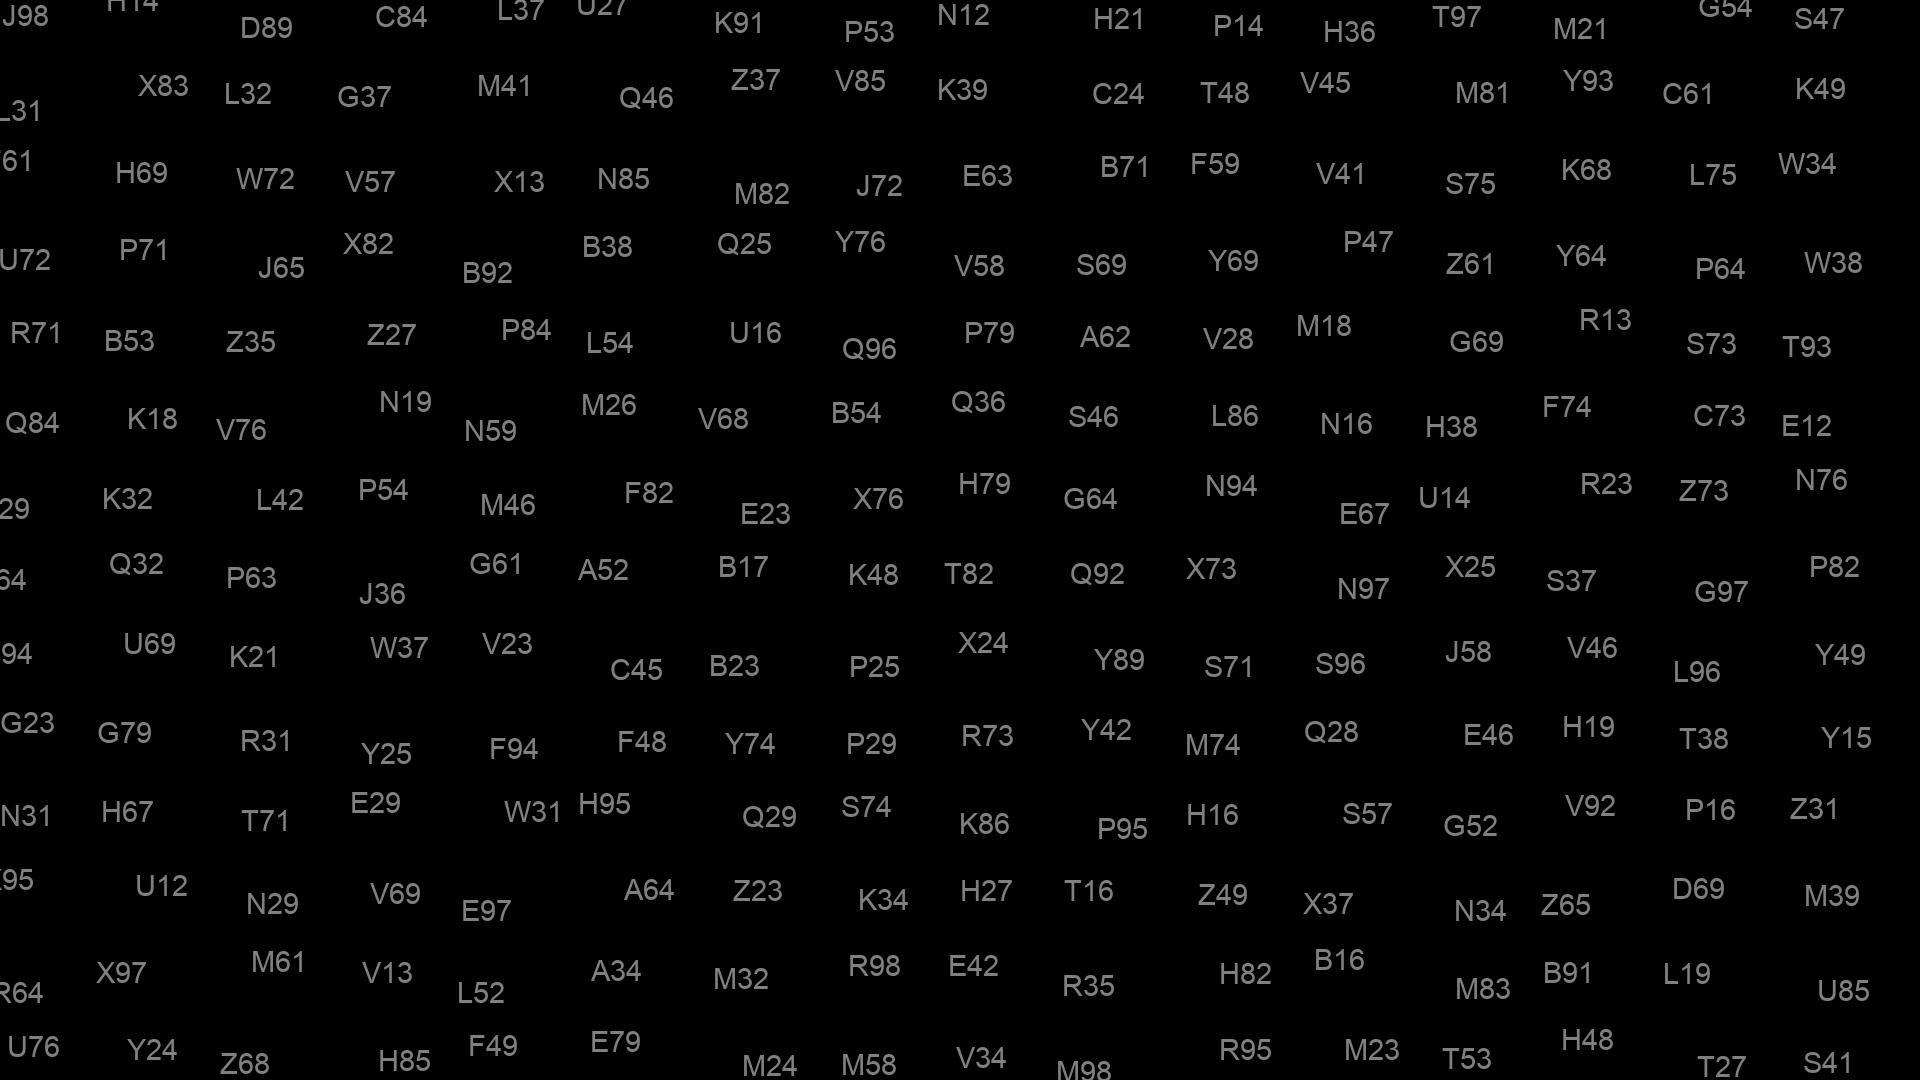 J98 H14 D89 C84 L37 U27 K91 P53 N12 H21 P14 H36 T97 M21 G54 S47
L31 X83 L32 G37 M41 Q46 Z37 V85 K39 C24 T48 V45 M81 Y93 C61 K49
61 H69 W72 V57 X13 N85 M82 J72 E63 B71 F59 V41 S75 K68 L75 W34
U72 P71 J65 X82 B92 B38 Q25 Y76 V58 S69 Y69 P47 Z61 Y64 P64 W38
R71 B53 Z35 Z27 P84 L54 U16 Q96 P79 A62 V28 M18 G69 R13 S73 T93
Q84 K18 V76 N19 N59 M26 V68 B54 Q36 S46 L86 N16 H38 F74 C73 E12
29 K32 L42 P54 M46 F82 E23 X76 H79 G64 N94 E67 U14 R23 Z73 N76
64 Q32 P63 J36 G61 A52 B17 K48 T82 Q92 X73 N97 X25 S37 G97 P82
94 U69 K21 W37 V23 C45 B23 P25 X24 Y89 S71 S96 J58 V46 L96 Y49
G23 G79 R31 Y25 F94 F48 Y74 P29 R73 Y42 M74 Q28 E46 H19 T38 Y15
N31 H67 T71 E29 W31 H95 Q29 S74 K86 P95 H16 S57 G52 V92 P16 Z31
95 U12 N29 V69 E97 A64 Z23 K34 H27 T16 Z49 X37 N34 Z65 D69 M39
R64 X97 M61 V13 L52 A34 M32 R98 E42 R35 H82 B16 M83 B91 L19 U85
U76 Y24 Z68 H85 F49 E79 M24 M58 V34 M98 R95 M23 T53 H48 T27 S41